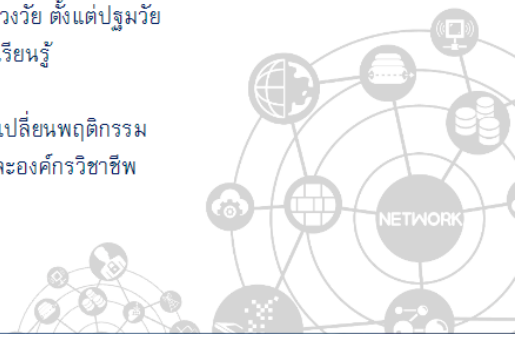 วงวัย ตั้งแต่ปฐมวัย
เรียนรู้
เปลี่ยนพฤติกรรม
ละองค์กรวิชาชีพ
NETWORK